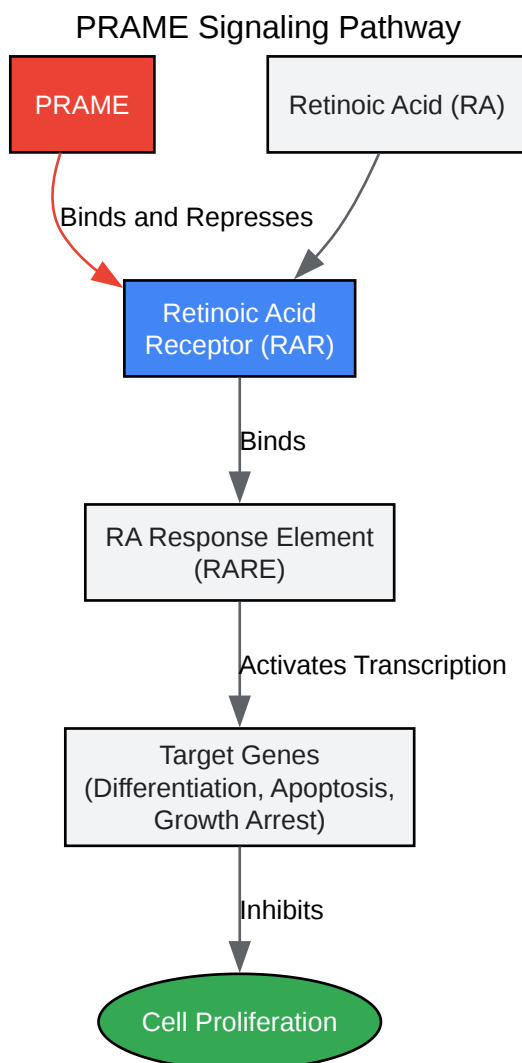 PRAME Signaling Pathway
PRAME
Retinoic Acid (RA)
Binds and Represses
Retinoic Acid
Receptor (RAR)
Binds
RA Response Element
(RARE)
Activates Transcription
Target Genes
(Differentiation, Apoptosis,
Growth Arrest)
Inhibits
Cell Proliferation